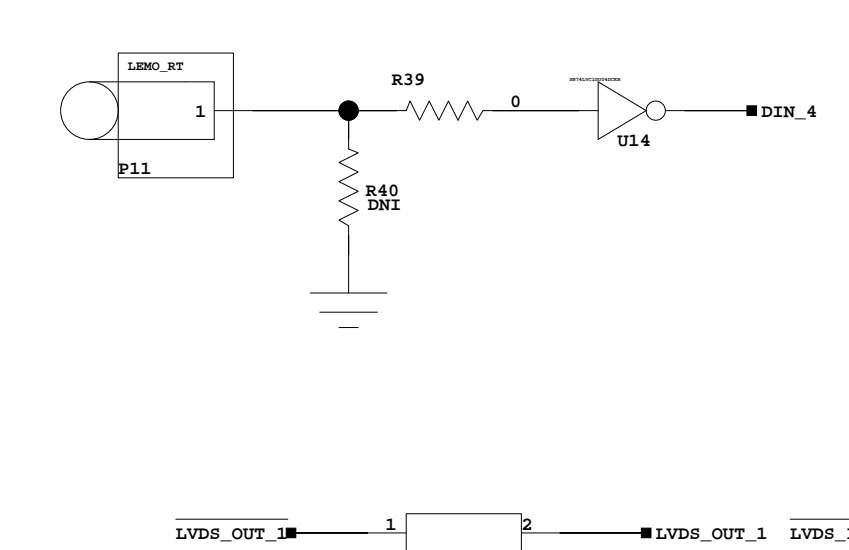 LEMO_RT
R39
1
0
DIN_4
U14
P11
R40
DNI
1
2
LVDS_OUT_1
LVDS_OUT_1